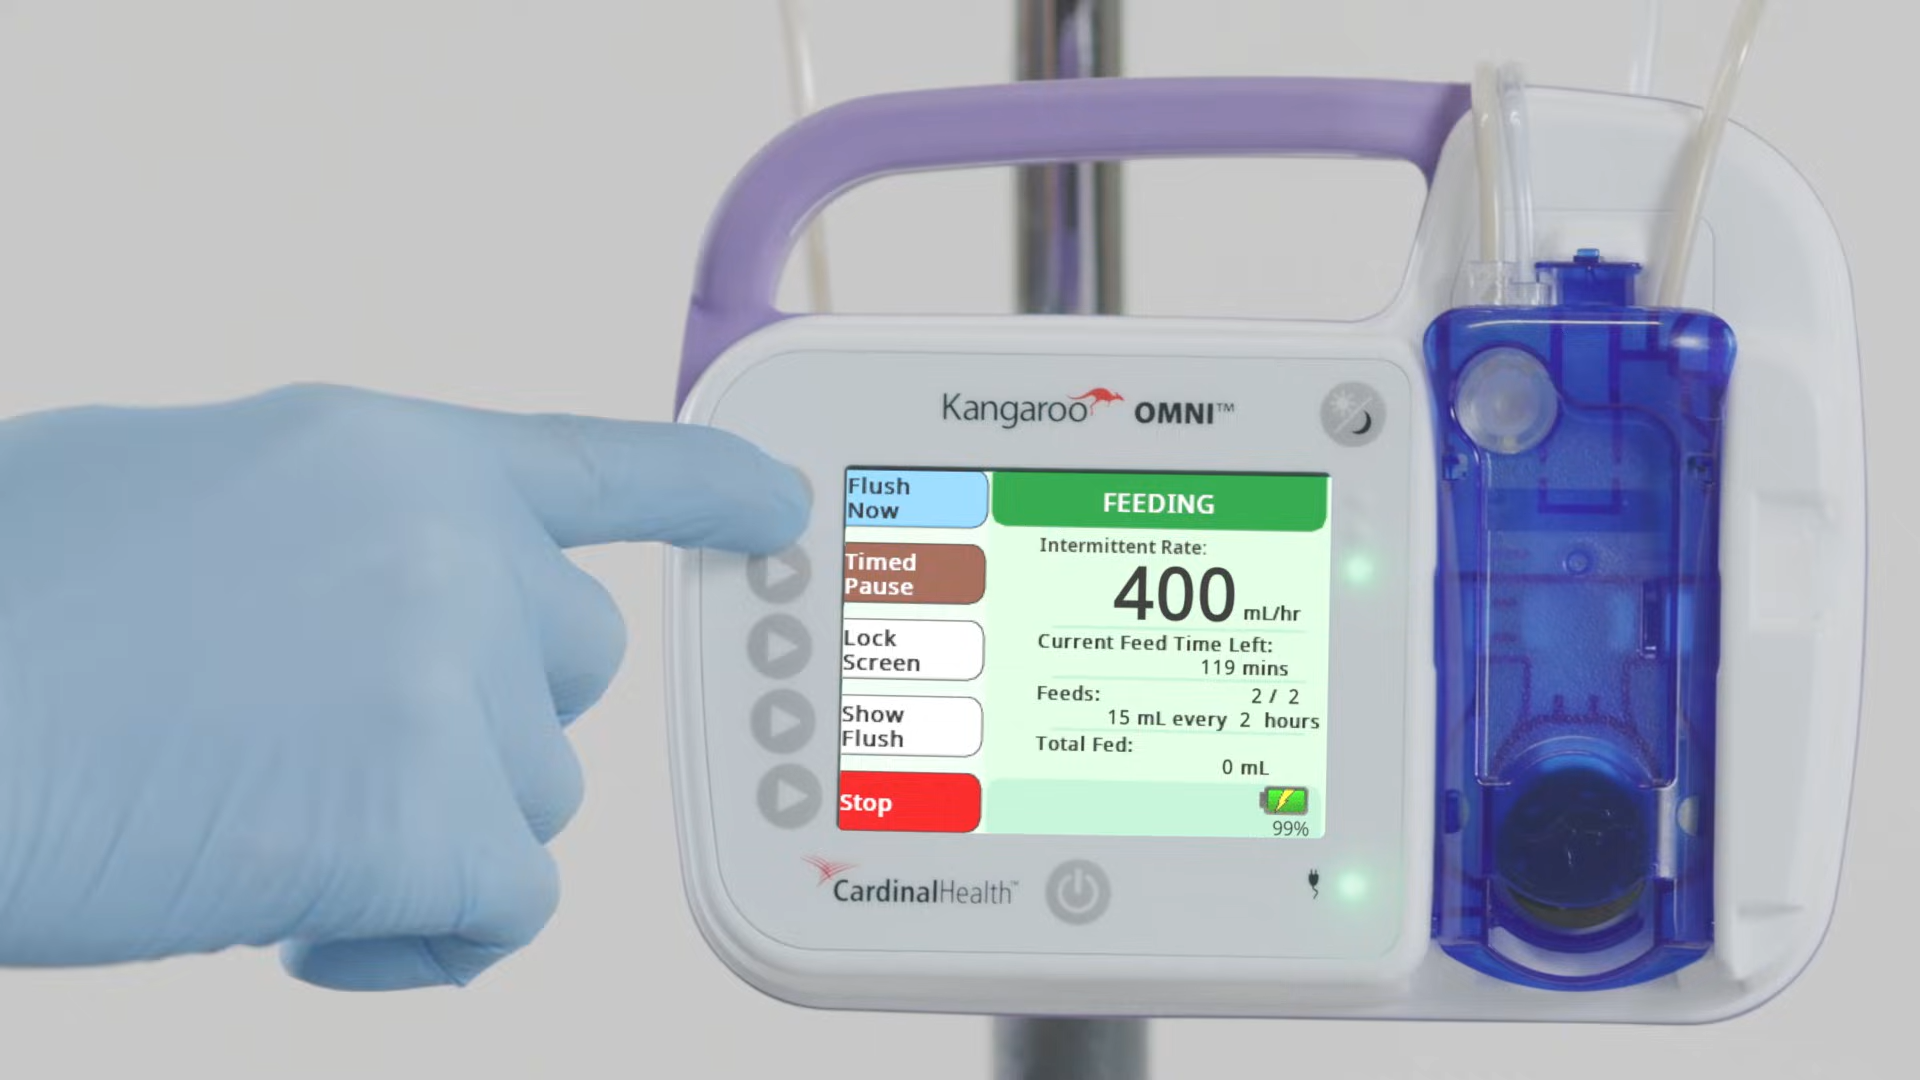 Kangaroo OMNI™
Flush
Now
FEEDING
Timed
Pause
Intermittent Rate:
400 mL/hr
Lock
Screen
Current Feed Time Left:
119 mins
Feeds: 2 / 2
15 mL every 2 hours
Show
Flush
Total Fed:
0 mL
Stop
99%
CardinalHealth™